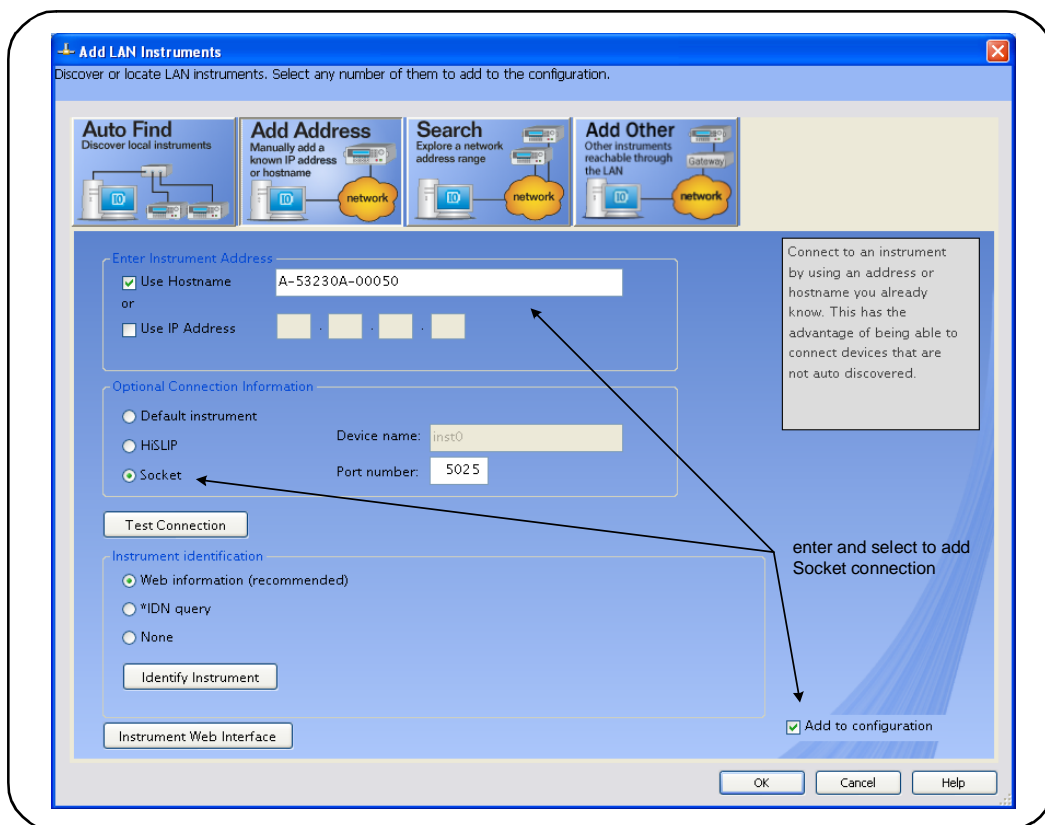 Add LAN Instruments
Discover or locate LAN instruments. Select any number of them to add to the configuration.
Auto Find
Discover local instruments
IO
Add Address
Manually add a
known IP address
or hostname
IO
network
Search
Explore a network
address range
IO
network
Add Other
Other instruments
reachable through
the LAN
Gateway
IO
network
Enter Instrument Address
Use Hostname
A-53230A-00050
or
Use IP Address
. . .
Connect to an instrument
by using an address or
hostname you already
know. This has the
advantage of being able to
connect devices that are
not auto discovered.
Optional Connection Information
Default instrument
HiSLIP
Device name: inst0
Socket
Port number: 5025
Test Connection
enter and select to add
Socket connection
Instrument identification
Web information (recommended)
*IDN query
None
Identify Instrument
Add to configuration
Instrument Web Interface
OK
Cancel
Help